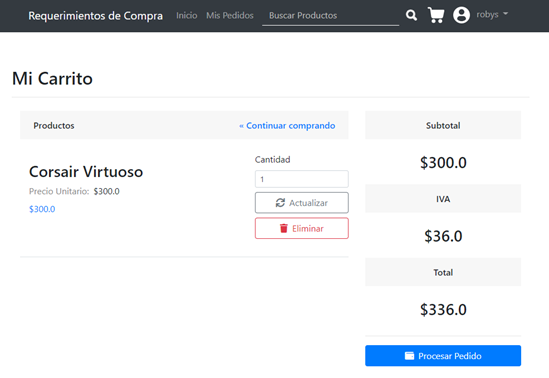 Requerimientos de Compra Inicio Mis Pedidos Buscar Productos robys
Mi Carrito
Productos « Continuar comprando
Corsair Virtuoso
Precio Unitario: $300.0
$300.0
Cantidad
1
Actualizar
Eliminar
Subtotal
$300.0
IVA
$36.0
Total
$336.0
Procesar Pedido